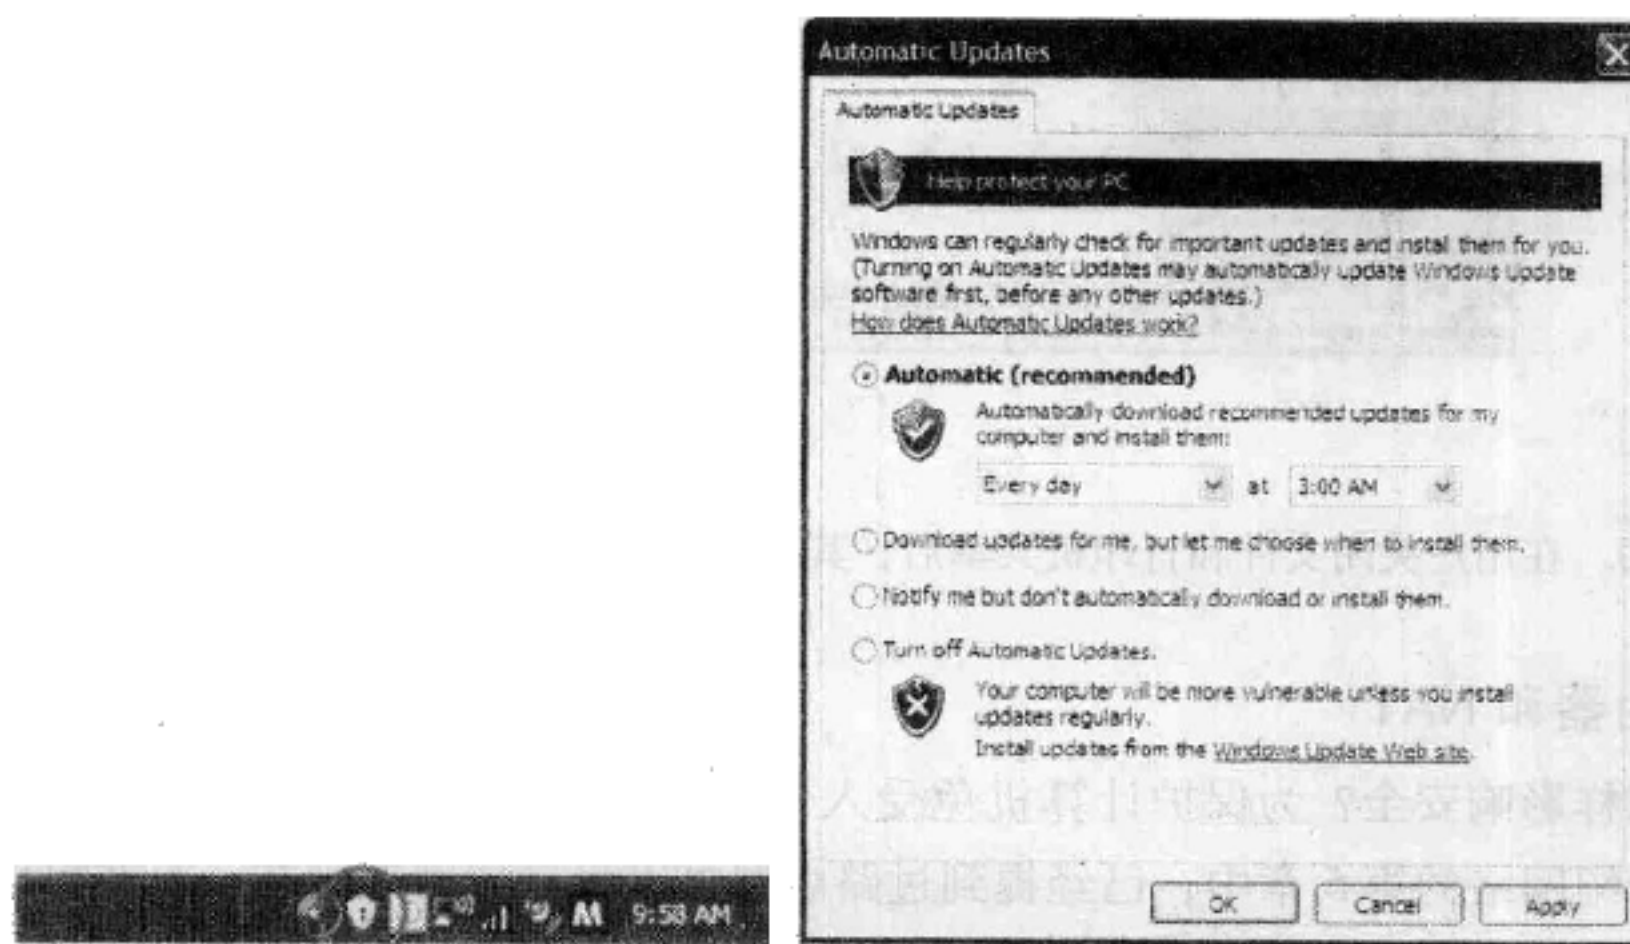 9:58 AM
Automatic Updates
Automatic Updates
Help protect your PC
Windows can regularly check for important updates and install them for you.
(Turning on Automatic Updates may automatically update Windows Update
software first, before any other updates.)
How does Automatic Updates work?
Automatic (recommended)
Automatically download recommended updates for my
computer and install them:
Every day at 3:00 AM
Download updates for me, but let me choose when to install them.
Notify me but don't automatically download or install them.
Turn off Automatic Updates.
Your computer will be more vulnerable unless you install
updates regularly.
Install updates from the Windows Update Web site.
OK Cancel Apply